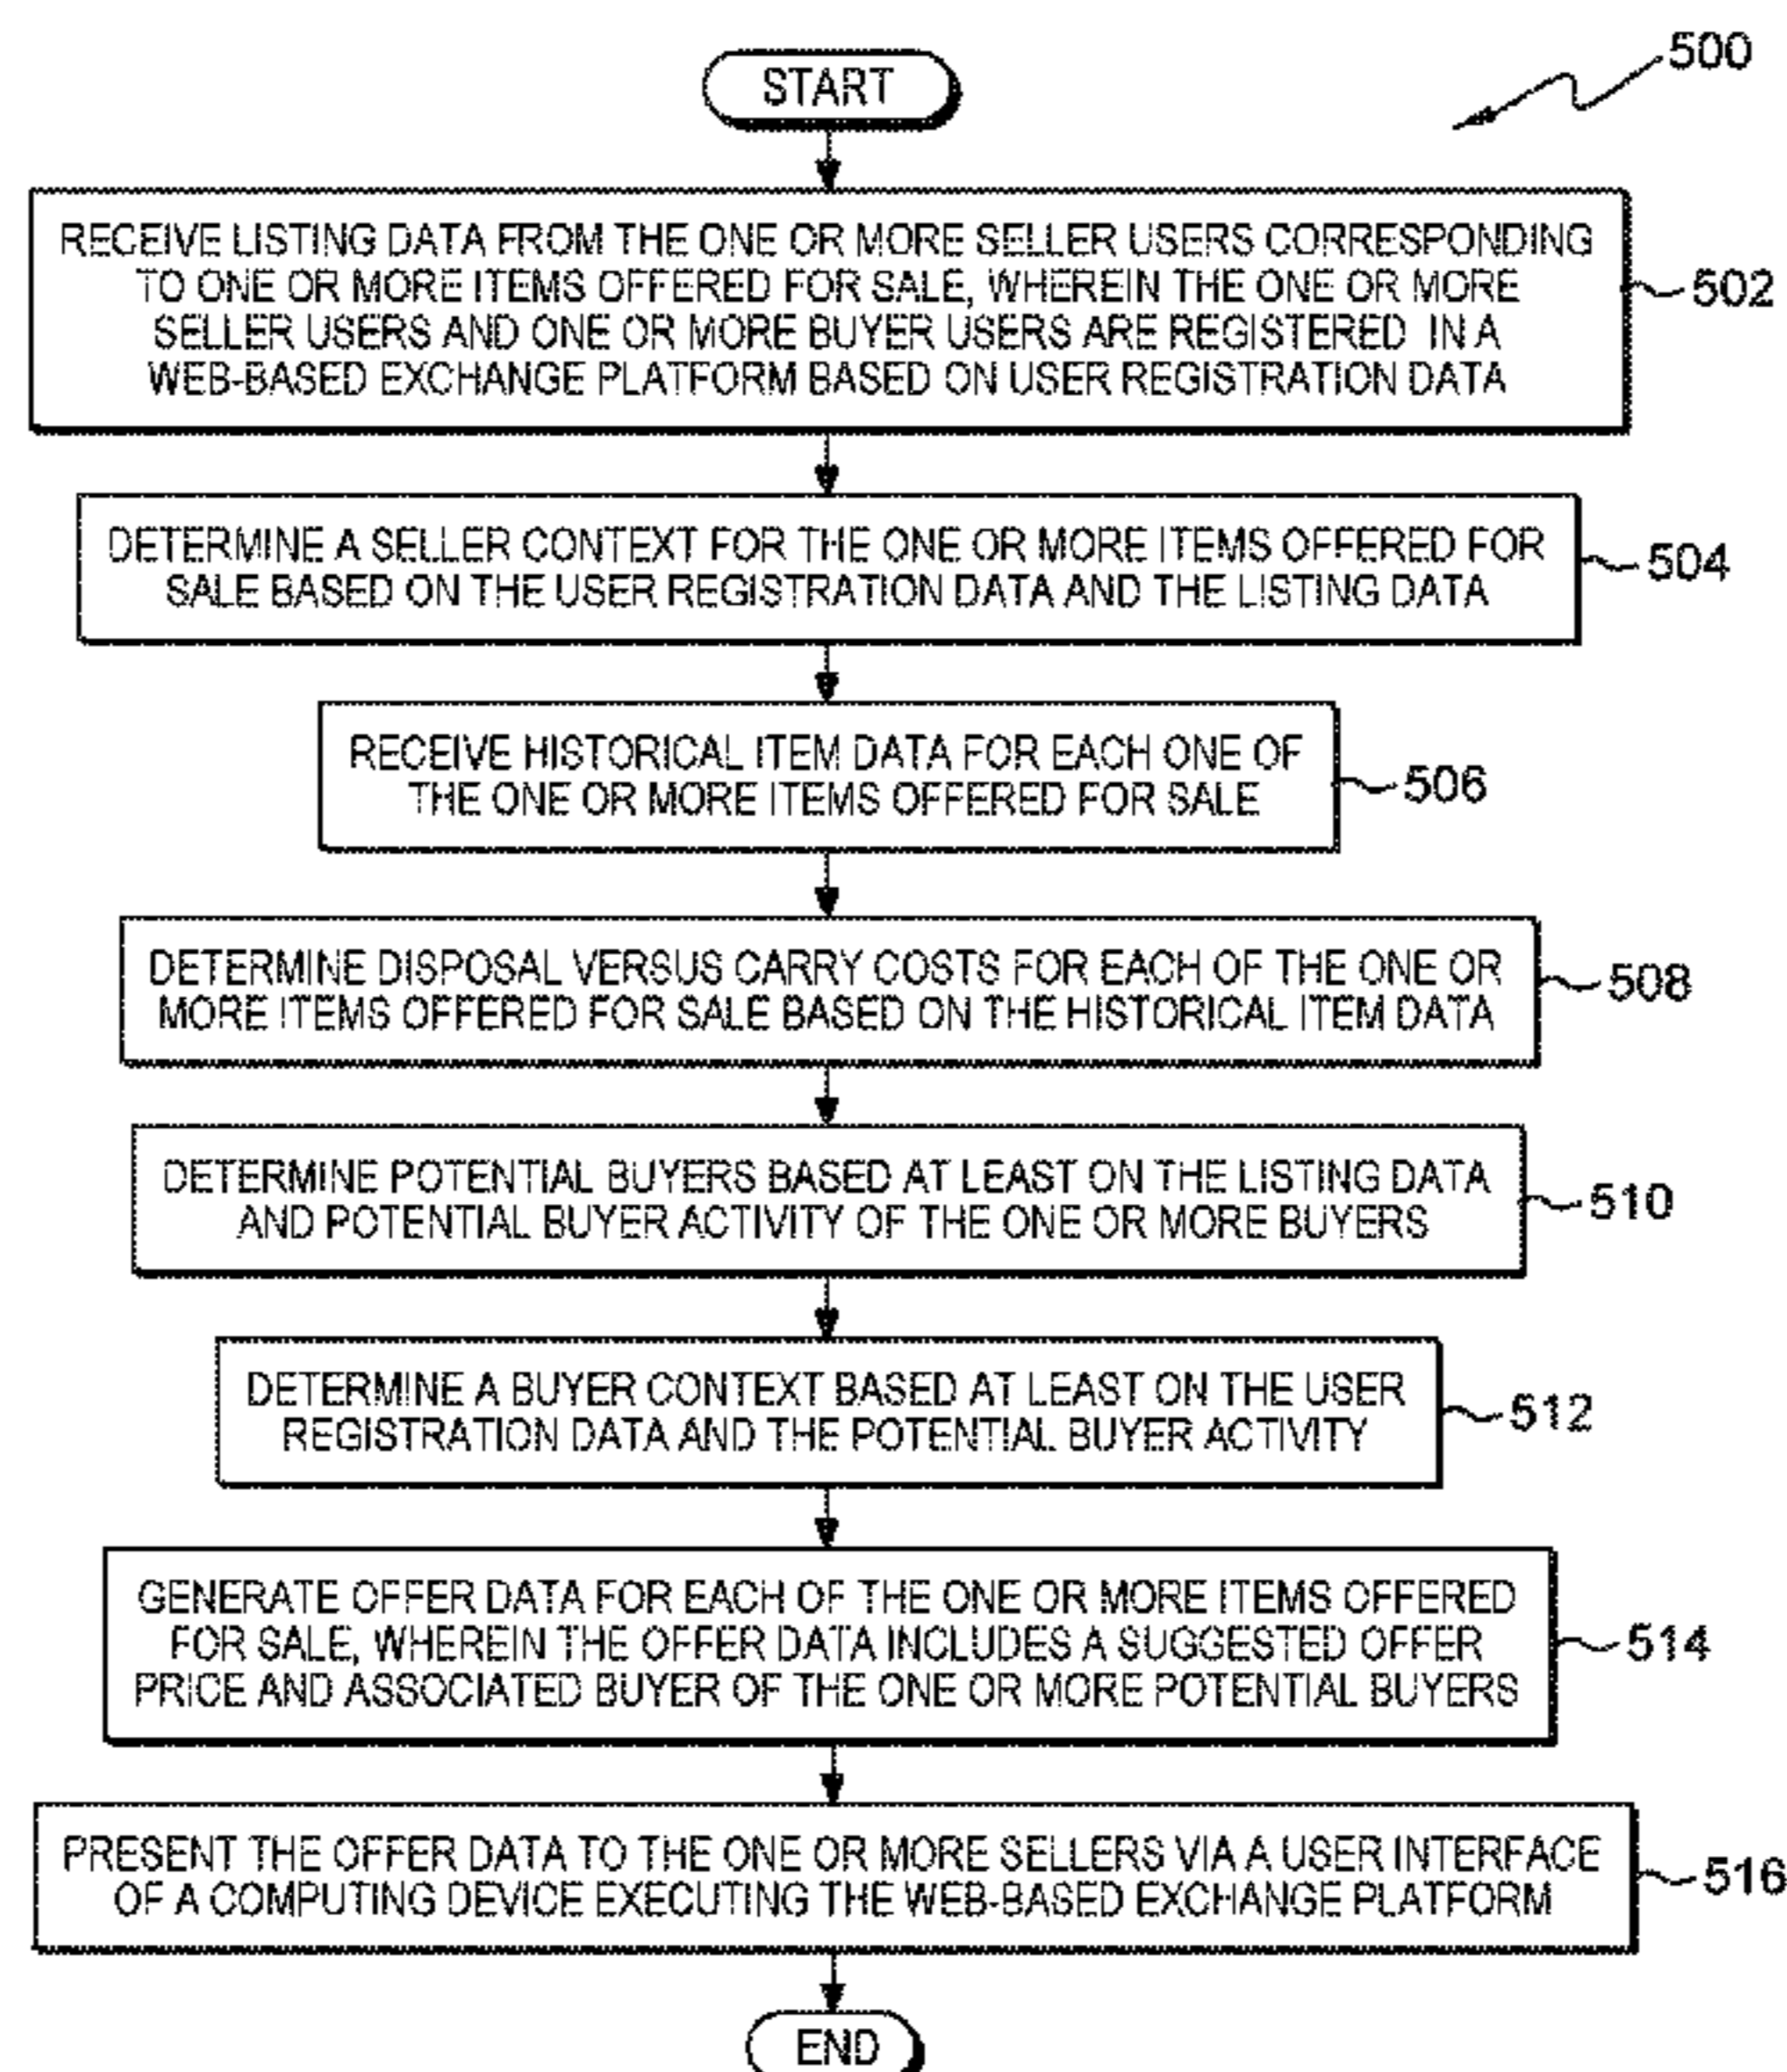 500
START
RECEIVE LISTING DATA FROM THE ONE OR MORE SELLER USERS CORRESPONDING
TO ONE OR MORE ITEMS OFFERED FOR SALE, WHEREIN THE ONE OR MORE
SELLER USERS AND ONE OR MORE BUYER USERS ARE REGISTERED IN A
WEB-BASED EXCHANGE PLATFORM BASED ON USER REGISTRATION DATA
502
DETERMINE A SELLER CONTEXT FOR THE ONE OR MORE ITEMS OFFERED FOR
SALE BASED ON THE USER REGISTRATION DATA AND THE LISTING DATA
504
RECEIVE HISTORICAL ITEM DATA FOR EACH ONE OF
THE ONE OR MORE ITEMS OFFERED FOR SALE
506
DETERMINE DISPOSAL VERSUS CARRY COSTS FOR EACH OF THE ONE OR
MORE ITEMS OFFERED FOR SALE BASED ON THE HISTORICAL ITEM DATA
508
DETERMINE POTENTIAL BUYERS BASED AT LEAST ON THE LISTING DATA
AND POTENTIAL BUYER ACTIVITY OF THE ONE OR MORE BUYERS
510
DETERMINE A BUYER CONTEXT BASED AT LEAST ON THE USER
REGISTRATION DATA AND THE POTENTIAL BUYER ACTIVITY
512
GENERATE OFFER DATA FOR EACH OF THE ONE OR MORE ITEMS OFFERED
FOR SALE, WHEREIN THE OFFER DATA INCLUDES A SUGGESTED OFFER
PRICE AND ASSOCIATED BUYER OF THE ONE OR MORE POTENTIAL BUYERS
514
PRESENT THE OFFER DATA TO THE ONE OR MORE SELLERS VIA A USER INTERFACE
OF A COMPUTING DEVICE EXECUTING THE WEB-BASED EXCHANGE PLATFORM
516
END